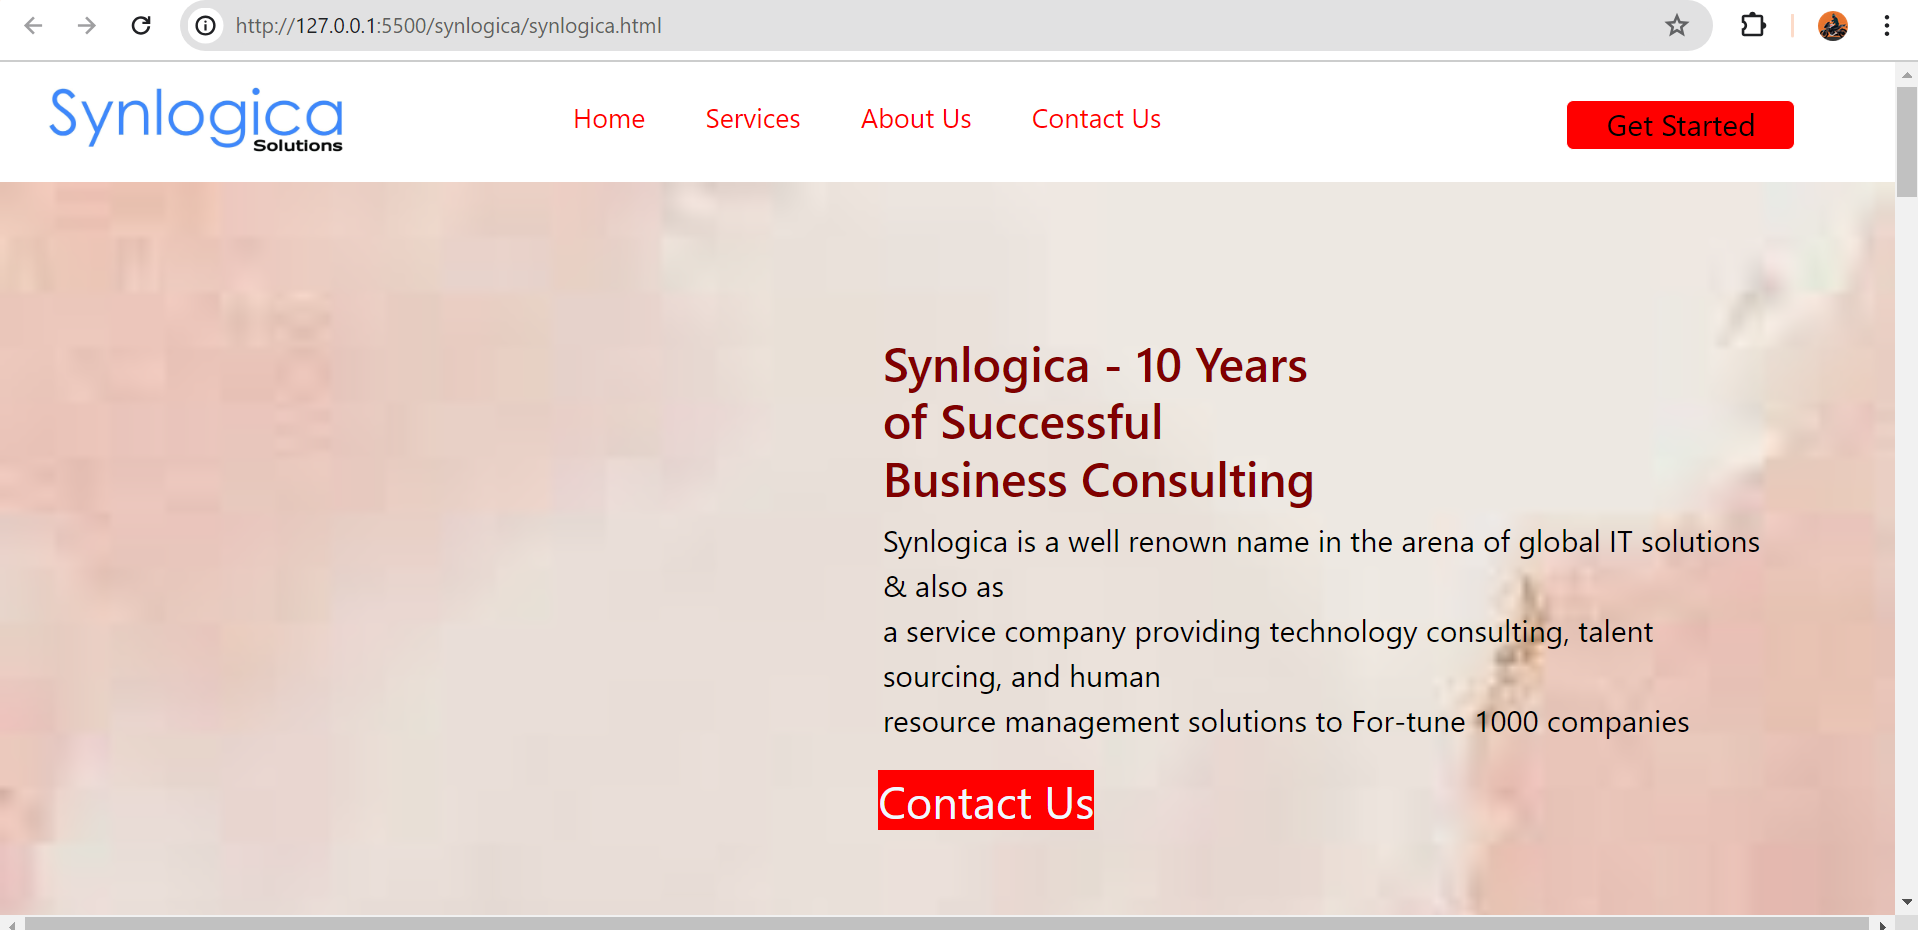 http://127.0.0.1:5500/synlogica/synlogica.html
Synlogica
Solutions
Home Services About Us Contact Us
Get Started
Synlogica - 10 Years
of Successful
Business Consulting
Synlogica is a well renown name in the arena of global IT solutions
& also as
a service company providing technology consulting, talent
sourcing, and human
resource management solutions to For-tune 1000 companies
Contact Us